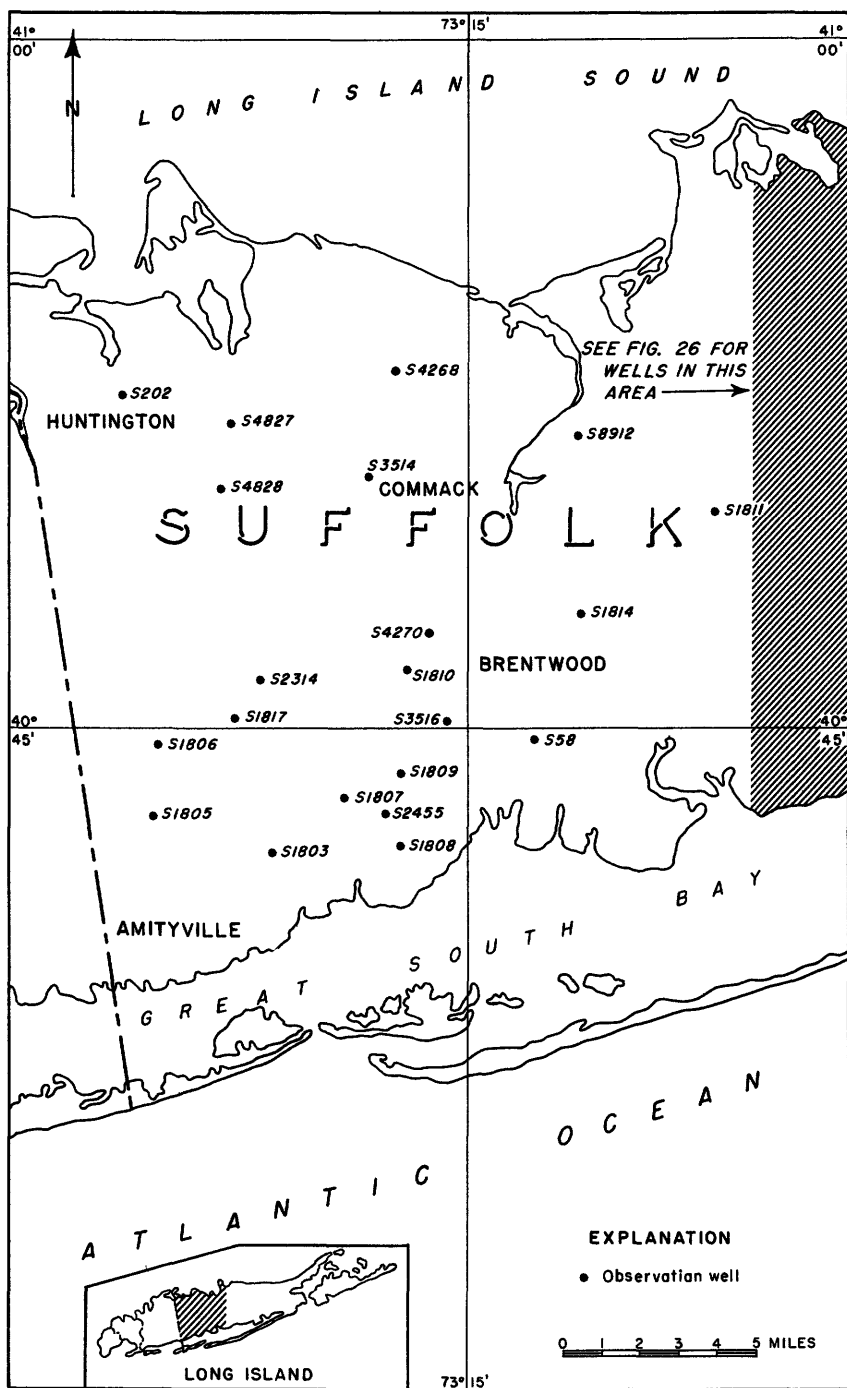 73° 15'
41° 00'
41° 00'
N
LONG ISLAND SOUND
SEE FIG. 26 FOR
WELLS IN THIS
AREA
S4268
S202
HUNTINGTON
S4827
S8912
S3514
COMMACK
S4828
S1811
SUFFOLK
S1814
S4270
BRENTWOOD
S1810
S2314
S1817
S3516
40° 45'
40° 45'
S58
S1806
S1809
S1807
S1805
S2455
S1803
S1808
AMITYVILLE
GREAT SOUTH BAY
ATLANTIC OCEAN
EXPLANATION
Observation well
0 1 2 3 4 5 MILES
LONG ISLAND
73° 15'